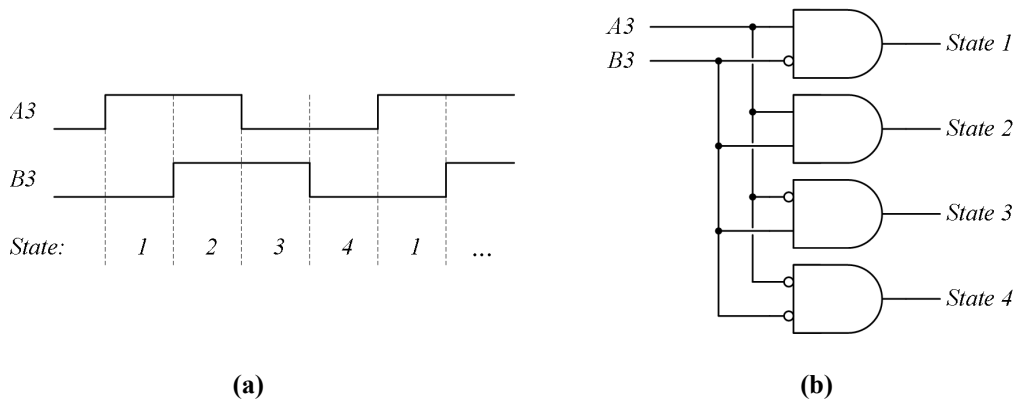 A3
B3
State: 1 2 3 4 1 ...
(a)
A3
B3
State 1
State 2
State 3
State 4
(b)